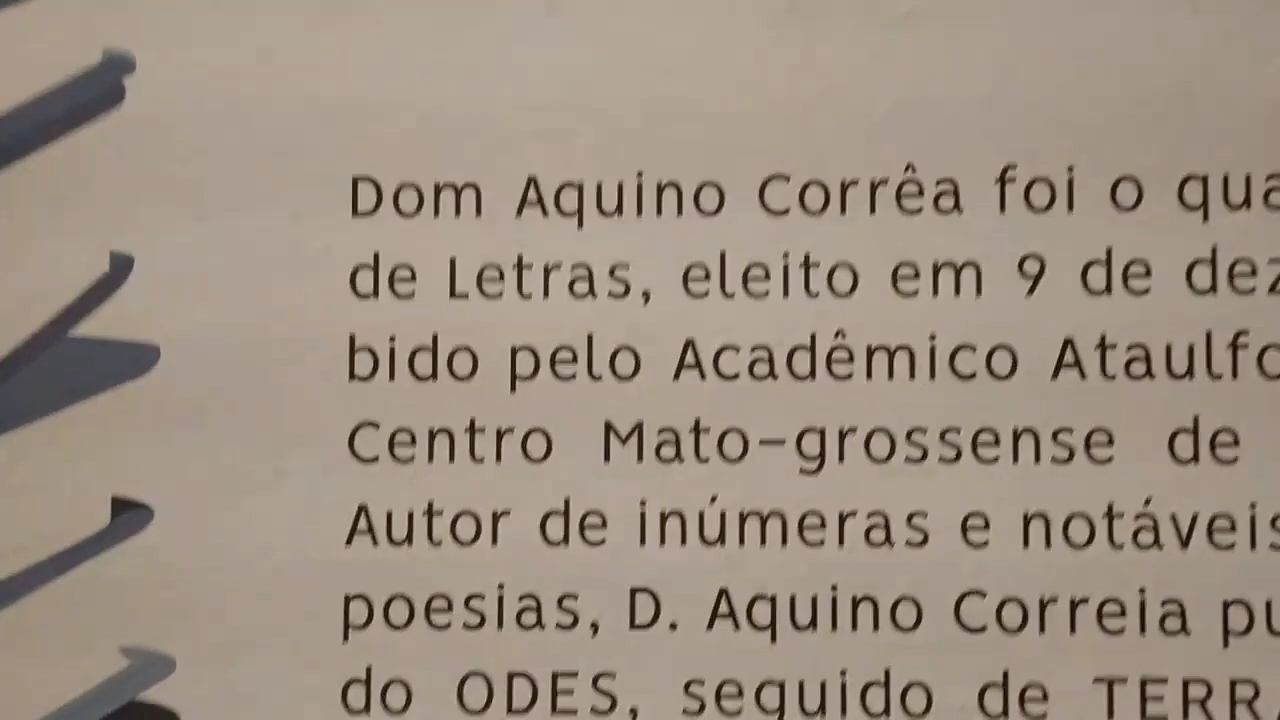 Dom Aquino Corrêa foi o qua
de Letras, eleito em 9 de dez
bido pelo Acadêmico Ataulfo
Centro Mato-grossense de
Autor de inúmeras e notáveis
poesias, D. Aquino Correia pu
do ODES, seguido de TERRA